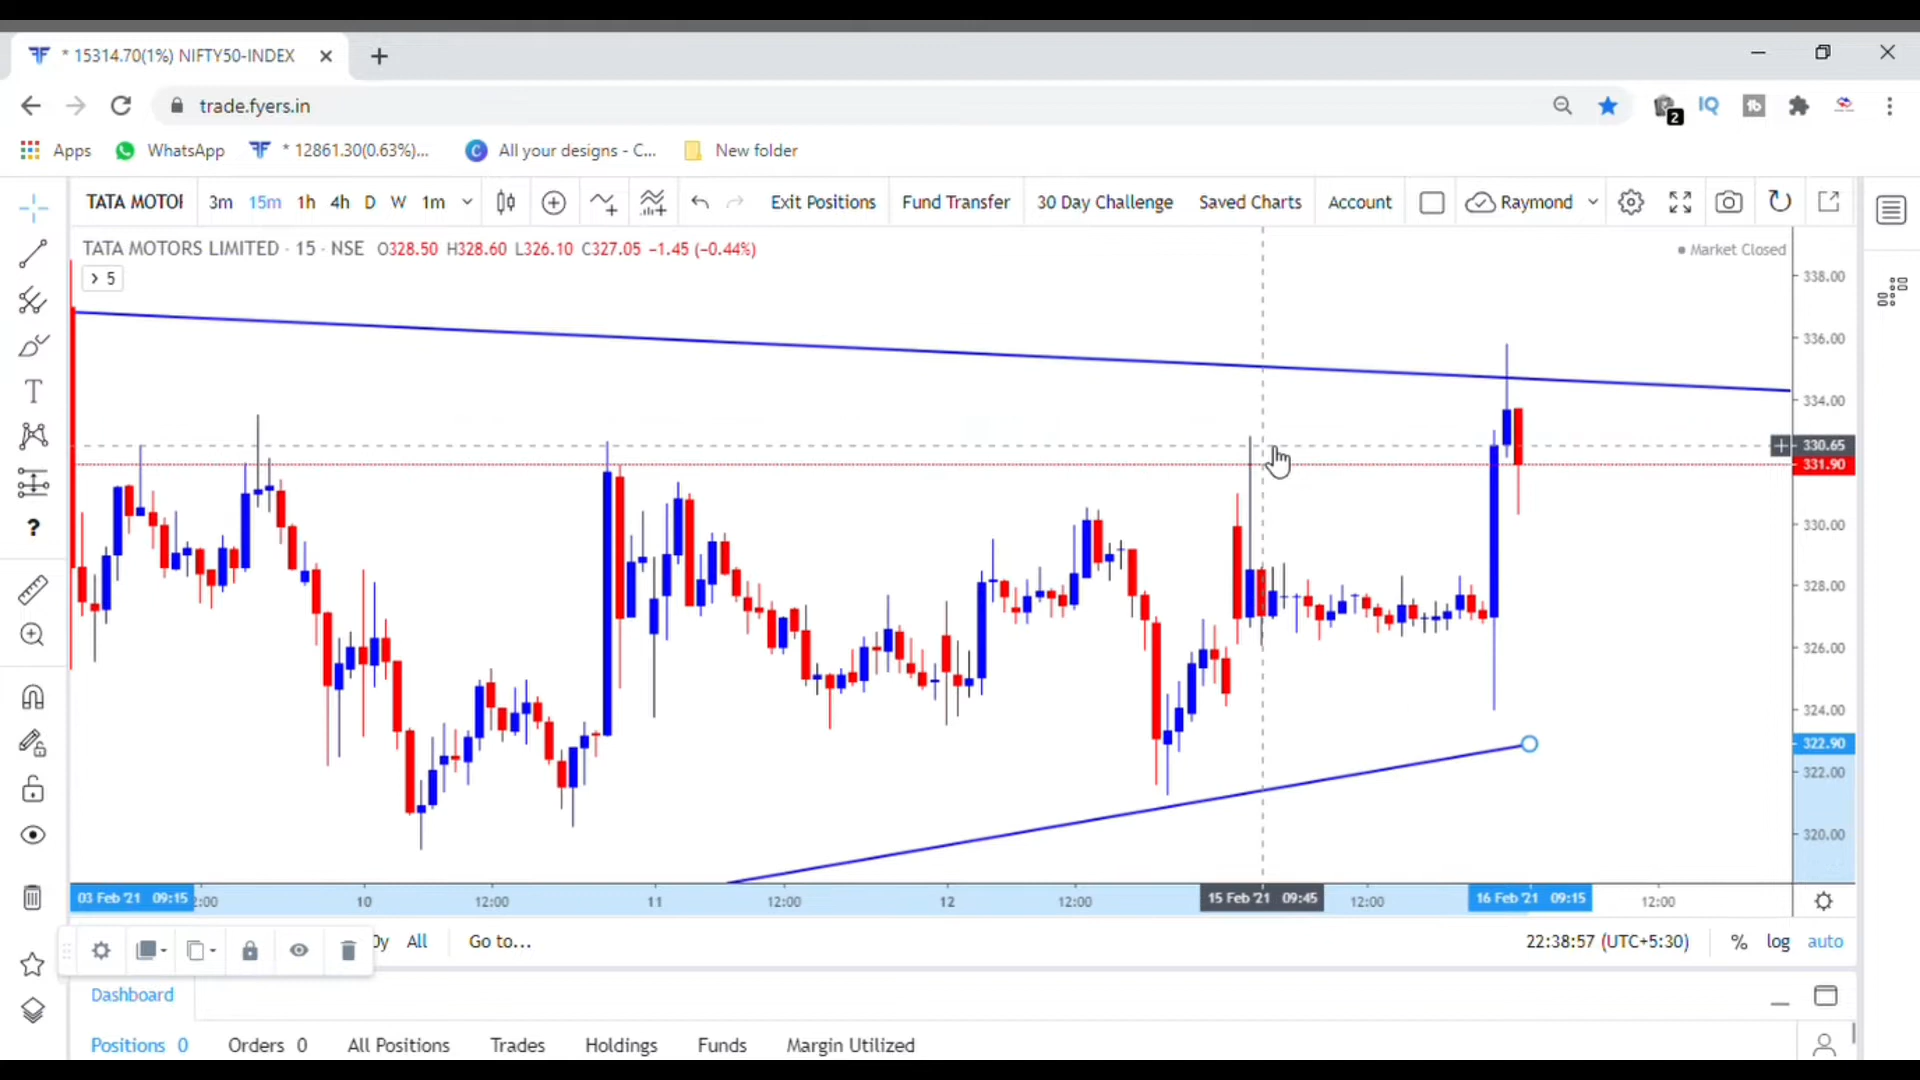 * 15314.70(1%) NIFTY50-INDEX
trade.fyers.in
2
IQ
Apps
WhatsApp
* 12861.30(0.63%)...
All your designs - C...
New folder
TATA MOTOR 3m 15m 1h 4h D W 1m Exit Positions Fund Transfer 30 Day Challenge Saved Charts Account Raymond
TATA MOTORS LIMITED · 15 · NSE O328.50 H328.60 L326.10 C327.05 −1.45 (−0.44%)
Market Closed
5
338.00
336.00
334.00
330.65
331.90
330.00
328.00
326.00
324.00
322.90
322.00
320.00
03 Feb '21 09:15 2:00 10 12:00 11 12:00 12 12:00 15 Feb '21 09:45 12:00 16 Feb '21 09:15 12:00
All Go to... 22:38:57 (UTC+5:30) % log auto
Dashboard
Positions 0 Orders 0 All Positions Trades Holdings Funds Margin Utilized